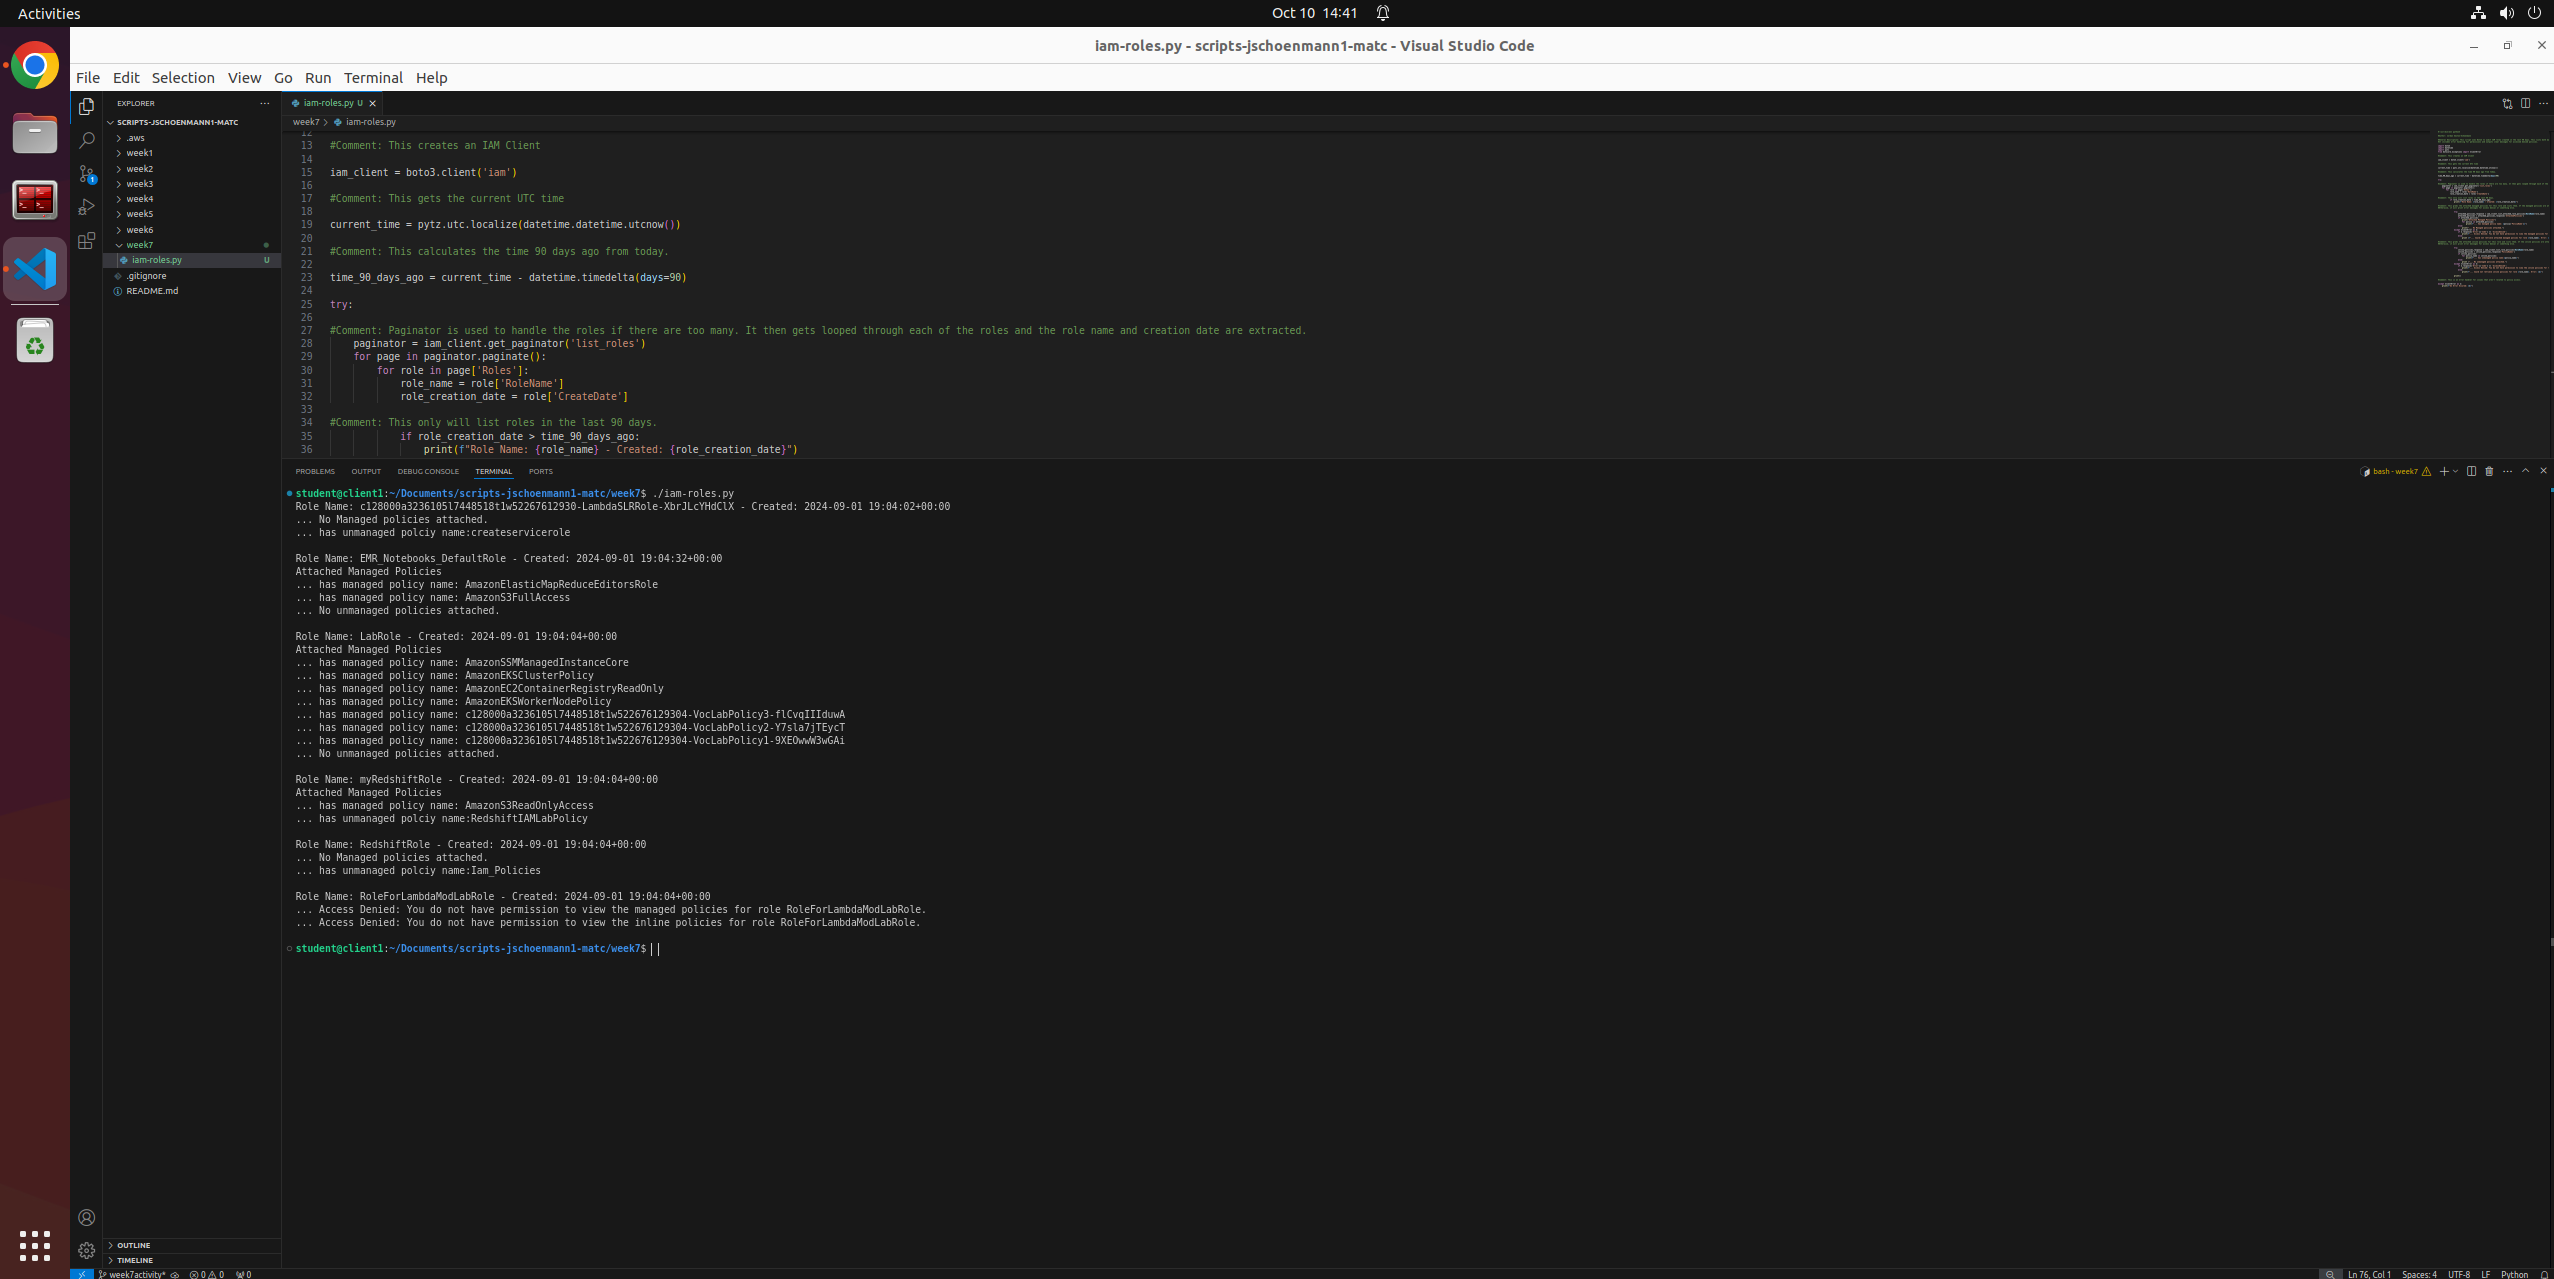 Activities
Oct 10 14:41
iam-roles.py - scripts-jschoenmann1-matc - Visual Studio Code
File Edit Selection View Go Run Terminal Help
EXPLORER
SCRIPTS-JSCHOENMANN1-MATC
.aws
week1
week2
week3
week4
week5
week6
week7
iam-roles.py U
.gitignore
README.md
OUTLINE
TIMELINE
iam-roles.py U
week7 > iam-roles.py
12
13 #Comment: This creates an IAM Client
14
15 iam_client = boto3.client('iam')
16
17 #Comment: This gets the current UTC time
18
19 current_time = pytz.utc.localize(datetime.datetime.utcnow())
20
21 #Comment: This calculates the time 90 days ago from today.
22
23 time_90_days_ago = current_time - datetime.timedelta(days=90)
24
25 try:
26
27 #Comment: Paginator is used to handle the roles if there are too many. It then gets looped through each of the roles and the role name and creation date are extracted.
28 paginator = iam_client.get_paginator('list_roles')
29 for page in paginator.paginate():
30 for role in page['Roles']:
31 role_name = role['RoleName']
32 role_creation_date = role['CreateDate']
33
34 #Comment: This only will list roles in the last 90 days.
35 if role_creation_date > time_90_days_ago:
36 print(f"Role Name: {role_name} - Created: {role_creation_date}")
PROBLEMS OUTPUT DEBUG CONSOLE TERMINAL PORTS
bash - week7
student@client1:~/Documents/scripts-jschoenmann1-matc/week7$ ./iam-roles.py
Role Name: c128000a3236105l7448518t1w52267612930-LambdaSLRRole-XbrJLcYHdClX - Created: 2024-09-01 19:04:02+00:00
... No Managed policies attached.
... has unmanaged polciy name:createservicerole
Role Name: EMR_Notebooks_DefaultRole - Created: 2024-09-01 19:04:32+00:00
Attached Managed Policies
... has managed policy name: AmazonElasticMapReduceEditorsRole
... has managed policy name: AmazonS3FullAccess
... No unmanaged policies attached.
Role Name: LabRole - Created: 2024-09-01 19:04:04+00:00
Attached Managed Policies
... has managed policy name: AmazonSSMManagedInstanceCore
... has managed policy name: AmazonEKSClusterPolicy
... has managed policy name: AmazonEC2ContainerRegistryReadOnly
... has managed policy name: AmazonEKSWorkerNodePolicy
... has managed policy name: c128000a3236105l7448518t1w522676129304-VocLabPolicy3-flCvqIIIduwA
... has managed policy name: c128000a3236105l7448518t1w522676129304-VocLabPolicy2-Y7sla7jTEycT
... has managed policy name: c128000a3236105l7448518t1w522676129304-VocLabPolicy1-9XEOwwW3wGAi
... No unmanaged policies attached.
Role Name: myRedshiftRole - Created: 2024-09-01 19:04:04+00:00
Attached Managed Policies
... has managed policy name: AmazonS3ReadOnlyAccess
... has unmanaged polciy name:RedshiftIAMLabPolicy
Role Name: RedshiftRole - Created: 2024-09-01 19:04:04+00:00
... No Managed policies attached.
... has unmanaged polciy name:Iam_Policies
Role Name: RoleForLambdaModLabRole - Created: 2024-09-01 19:04:04+00:00
... Access Denied: You do not have permission to view the managed policies for role RoleForLambdaModLabRole.
... Access Denied: You do not have permission to view the inline policies for role RoleForLambdaModLabRole.
student@client1:~/Documents/scripts-jschoenmann1-matc/week7$
week7activity* 0 0 0 Ln 76, Col 1 Spaces: 4 UTF-8 LF Python